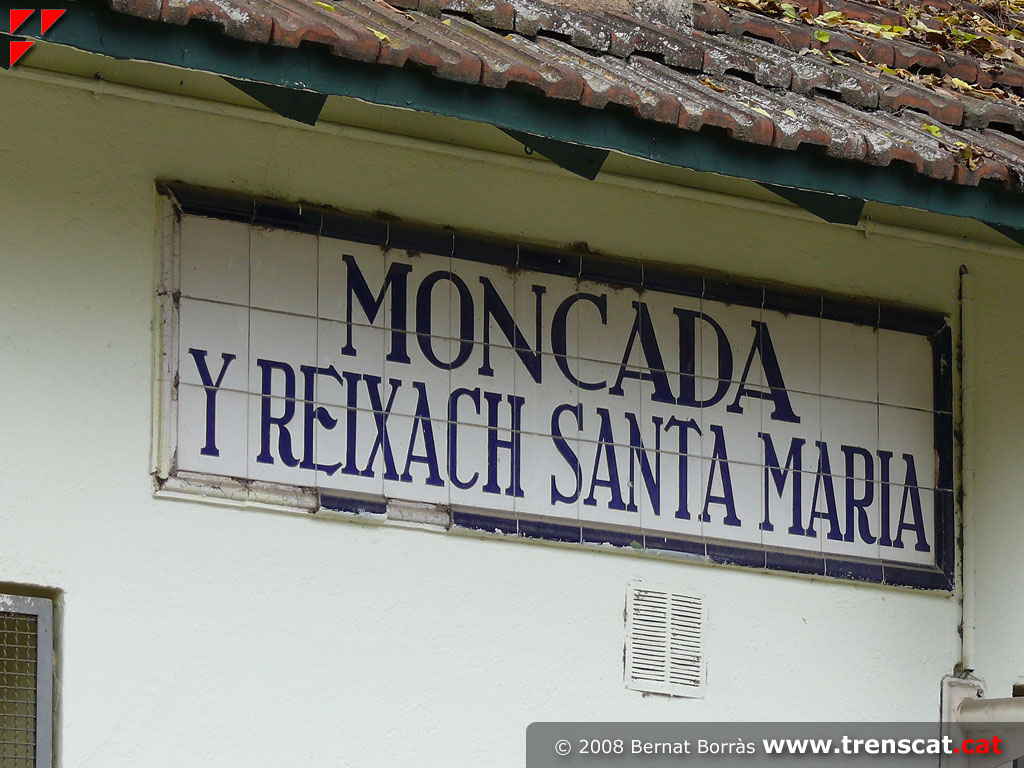 MONCADA
Y REIXACH SANTA MARIA
© 2008 Bernat Borràs www.trenscat.cat